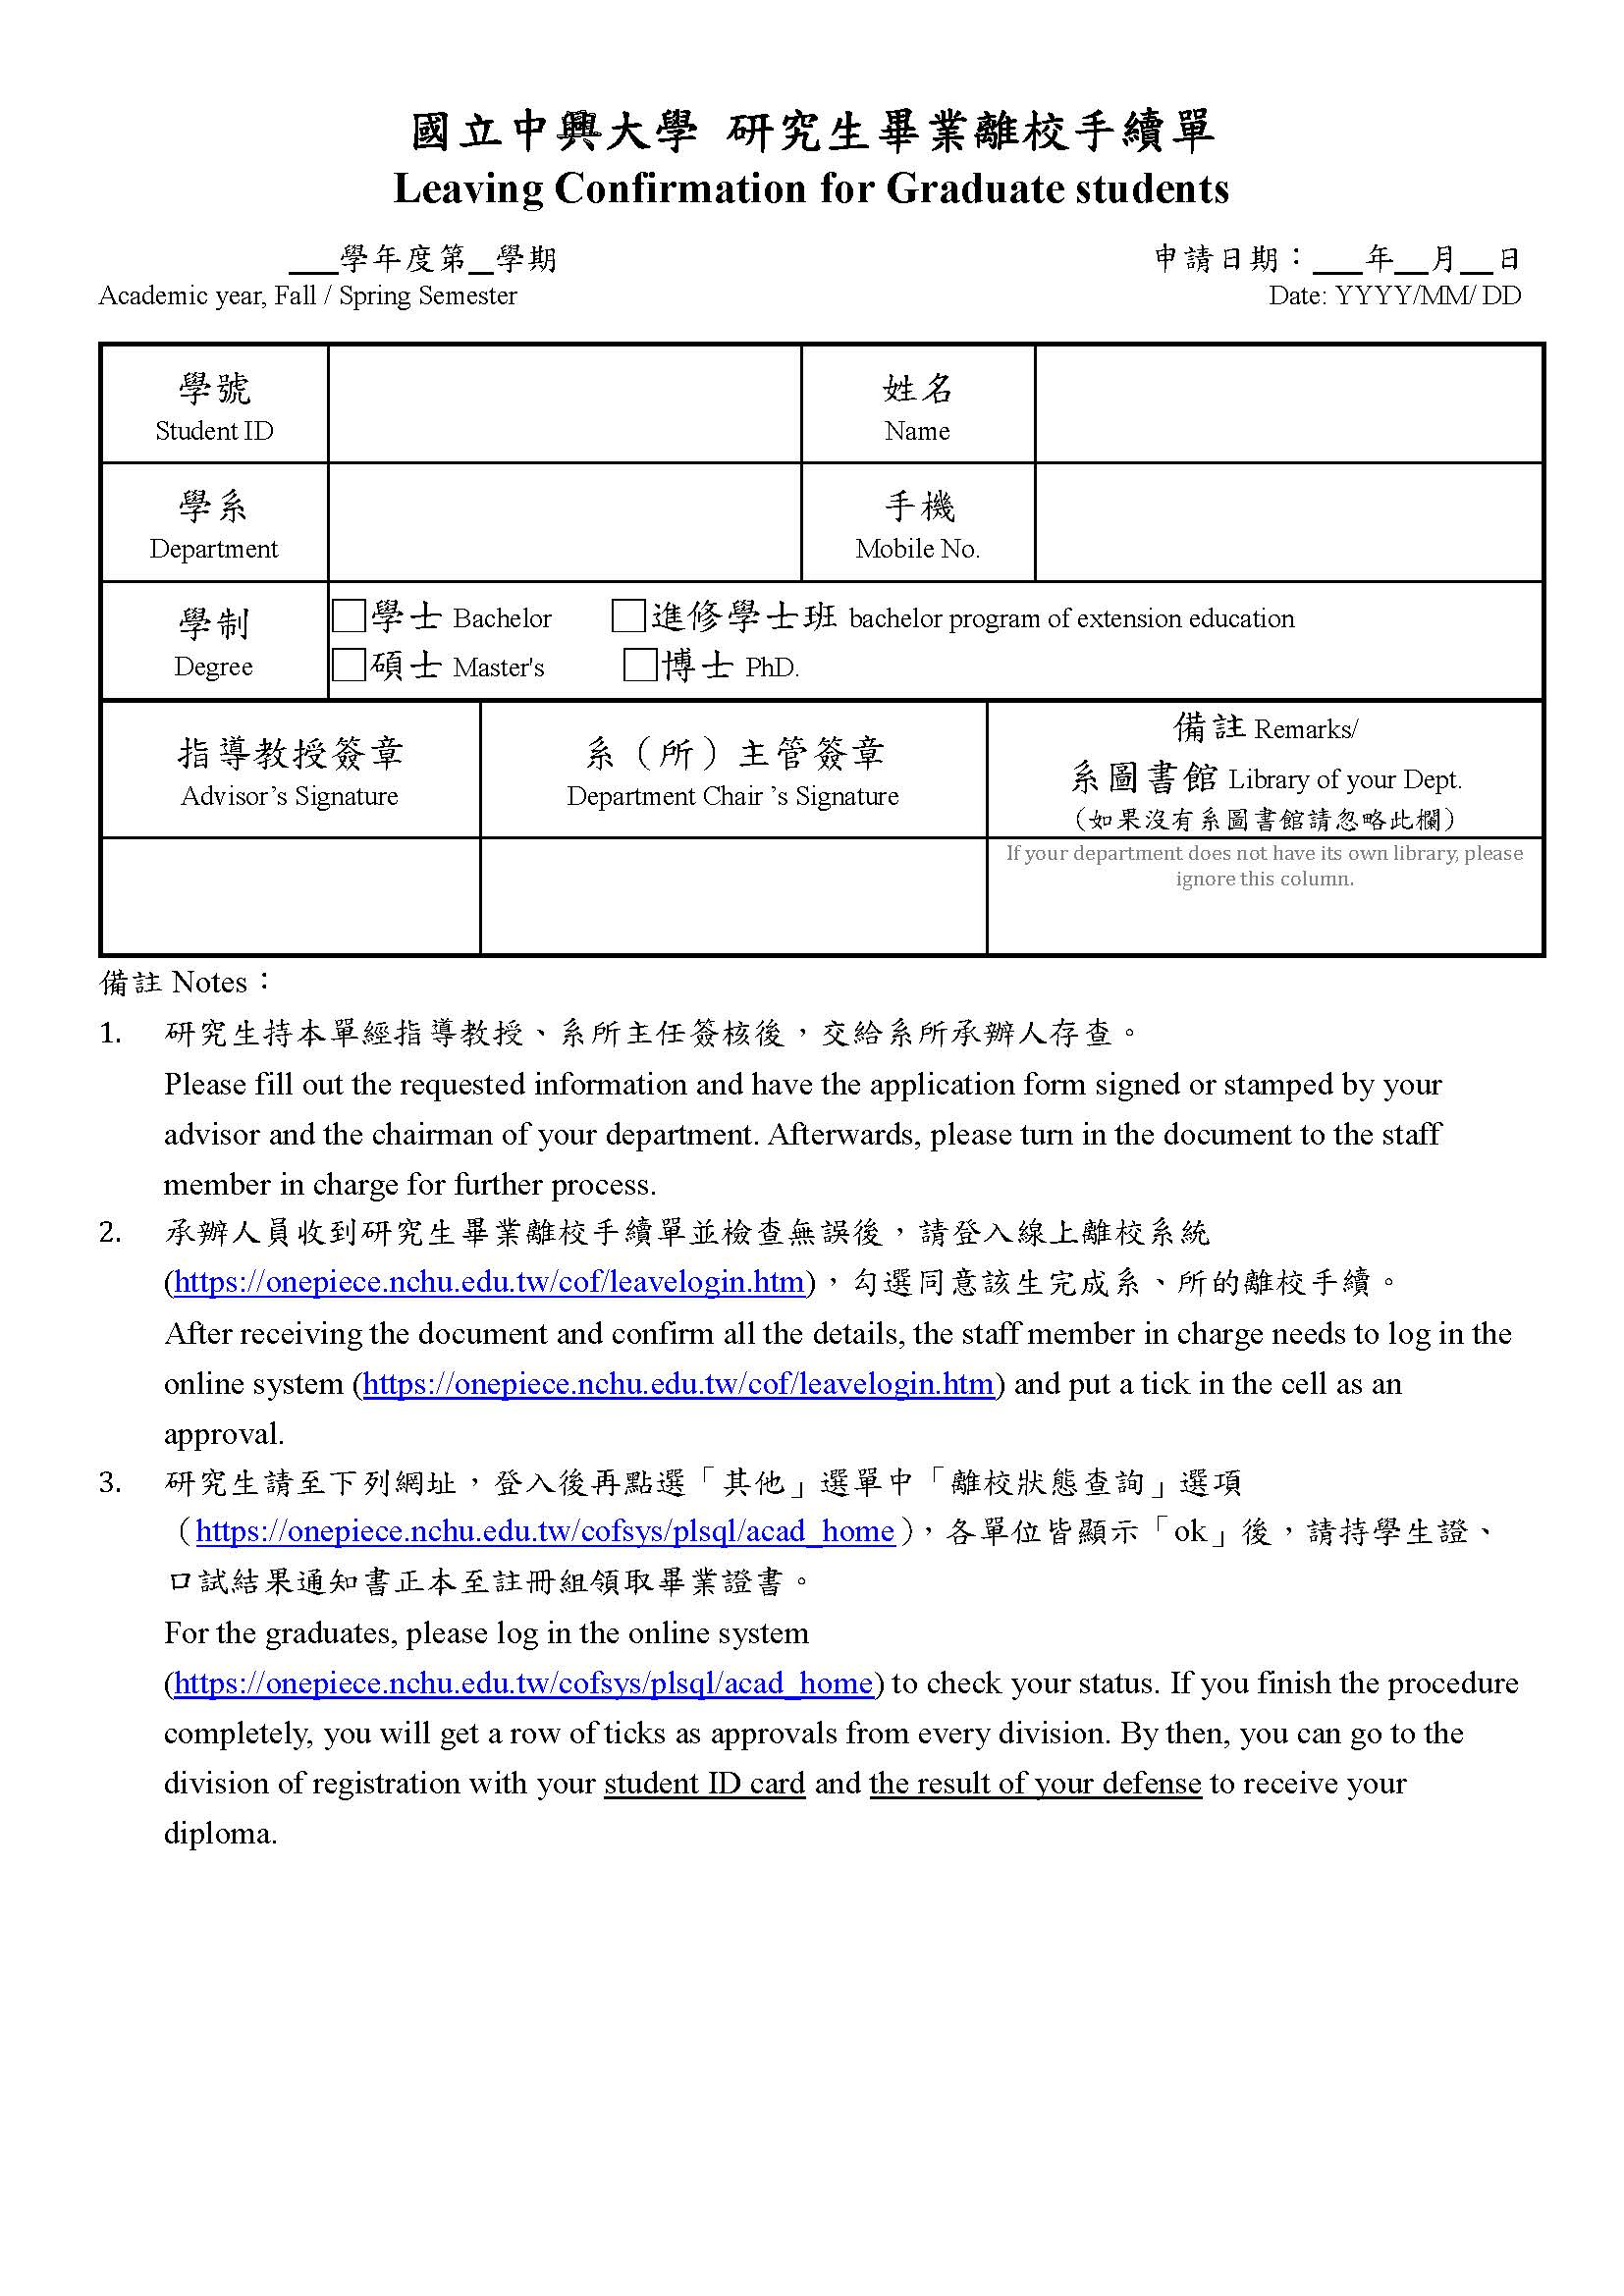 國立中興大學 研究生畢業離校手續單
Leaving Confirmation for Graduate students
___學年度第__學期
申請日期：___年__月__日
Academic year, Fall / Spring Semester
Date: YYYY/MM/ DD
學號
Student ID
姓名
Name
學系
Department
手機
Mobile No.
學制
Degree
□學士 Bachelor □進修學士班 bachelor program of extension education
□碩士 Master's □博士 PhD.
指導教授簽章
Advisor’s Signature
系（所）主管簽章
Department Chair ’s Signature
備註 Remarks/
系圖書館 Library of your Dept.
（如果沒有系圖書館請忽略此欄）
If your department does not have its own library, please
ignore this column.
備註 Notes：
1. 研究生持本單經指導教授、系所主任簽核後，交給系所承辦人存查。
Please fill out the requested information and have the application form signed or stamped by your
advisor and the chairman of your department. Afterwards, please turn in the document to the staff
member in charge for further process.
2. 承辦人員收到研究生畢業離校手續單並檢查無誤後，請登入線上離校系統
(https://onepiece.nchu.edu.tw/cof/leavelogin.htm)，勾選同意該生完成系、所的離校手續。
After receiving the document and confirm all the details, the staff member in charge needs to log in the
online system (https://onepiece.nchu.edu.tw/cof/leavelogin.htm) and put a tick in the cell as an
approval.
3. 研究生請至下列網址，登入後再點選「其他」選單中「離校狀態查詢」選項
（https://onepiece.nchu.edu.tw/cofsys/plsql/acad_home），各單位皆顯示「ok」後，請持學生證、
口試結果通知書正本至註冊組領取畢業證書。
For the graduates, please log in the online system
(https://onepiece.nchu.edu.tw/cofsys/plsql/acad_home) to check your status. If you finish the procedure
completely, you will get a row of ticks as approvals from every division. By then, you can go to the
division of registration with your student ID card and the result of your defense to receive your
diploma.